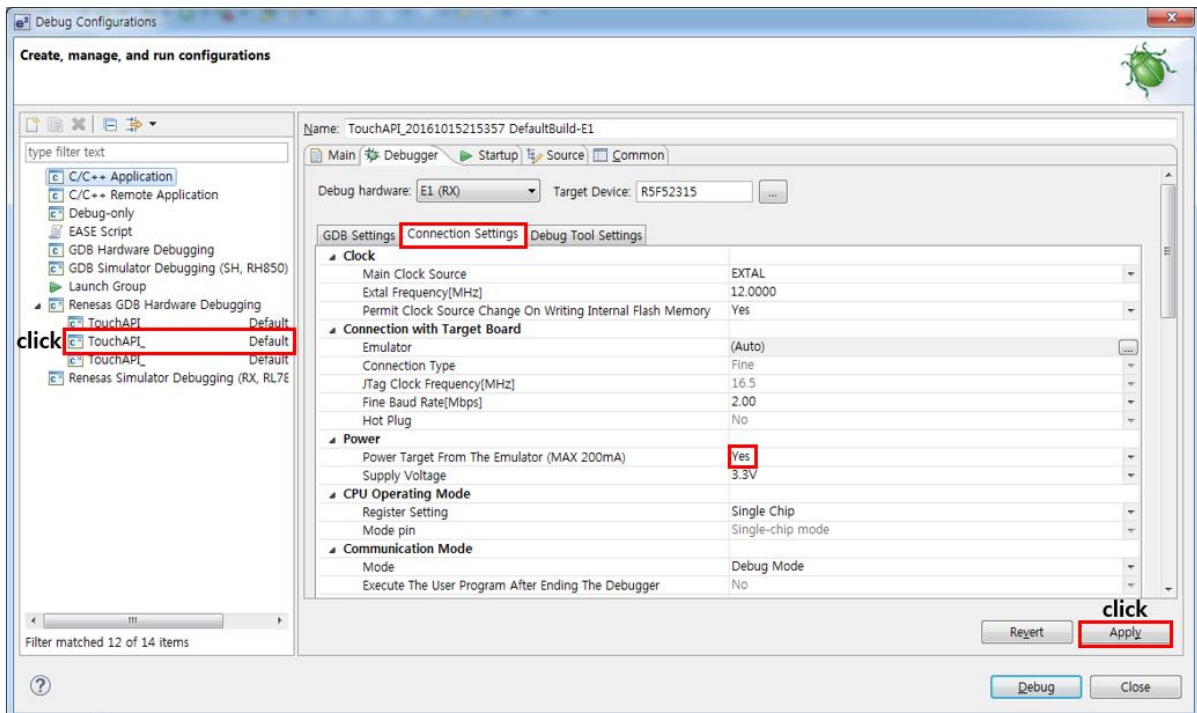 e² Debug Configurations
Create, manage, and run configurations
type filter text
C/C++ Application
C/C++ Remote Application
Debug-only
EASE Script
GDB Hardware Debugging
GDB Simulator Debugging (SH, RH850)
Launch Group
Renesas GDB Hardware Debugging
TouchAPI_ Default
click TouchAPI_ Default
TouchAPI_ Default
Renesas Simulator Debugging (RX, RL78
Filter matched 12 of 14 items
Name: TouchAPI_20161015215357 DefaultBuild-E1
Main Debugger Startup Source Common
Debug hardware: E1 (RX) Target Device: R5F52315 ...
GDB Settings Connection Settings Debug Tool Settings
Clock
Main Clock Source EXTAL
Extal Frequency[MHz] 12.0000
Permit Clock Source Change On Writing Internal Flash Memory Yes
Connection with Target Board
Emulator (Auto) ...
Connection Type Fine
JTag Clock Frequency[MHz] 16.5
Fine Baud Rate[Mbps] 2.00
Hot Plug No
Power
Power Target From The Emulator (MAX 200mA) Yes
Supply Voltage 3.3V
CPU Operating Mode
Register Setting Single Chip
Mode pin Single-chip mode
Communication Mode
Mode Debug Mode
Execute The User Program After Ending The Debugger No
click
Revert Apply
? Debug Close